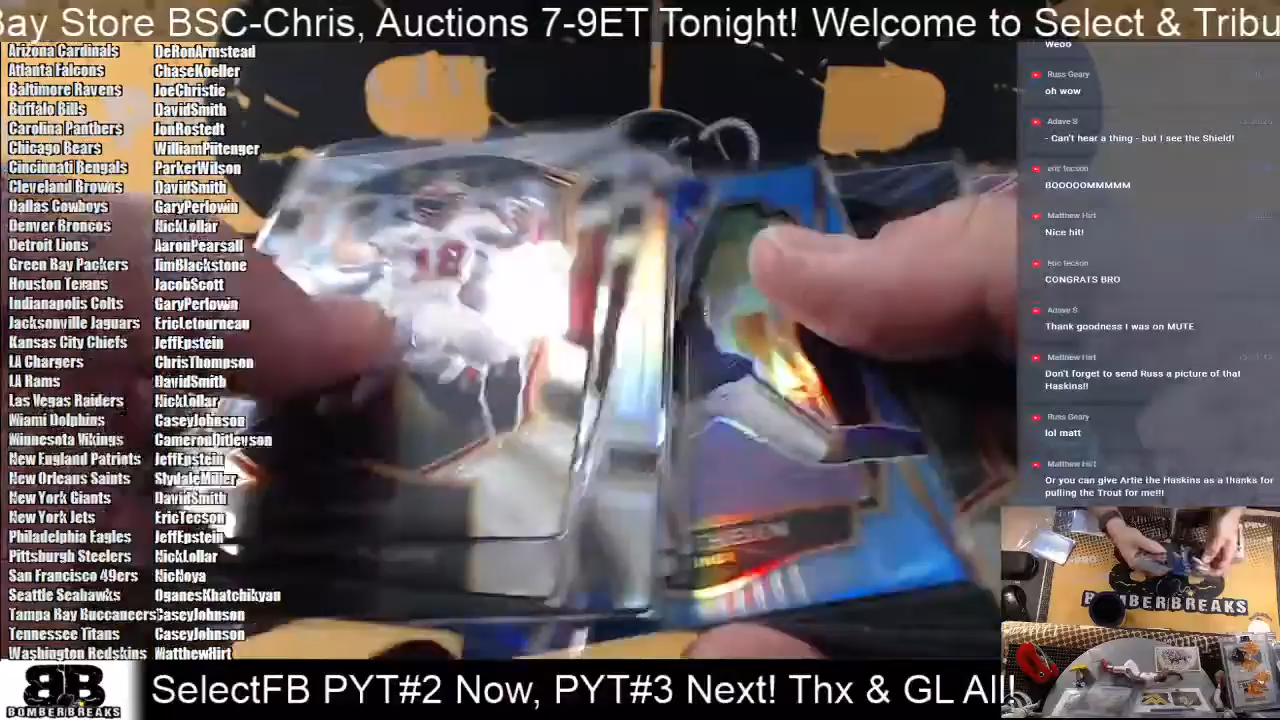 Bay Store BSC-Chris, Auctions 7-9ET Tonight! Welcome to Select & Tribu
Arizona Cardinals DeRonArmstead
Atlanta Falcons ChaseKoeller
Baltimore Ravens JoeChristie
Buffalo Bills DavidSmith
Carolina Panthers JonRostedt
Chicago Bears WilliamPittenger
Cincinnati Bengals ParkerWilson
Cleveland Browns DavidSmith
Dallas Cowboys GaryPerlowin
Denver Broncos NickLollar
Detroit Lions AaronPearsall
Green Bay Packers JimBlackstone
Houston Texans JacobScott
Indianapolis Colts GaryPerlowin
Jacksonville Jaguars EricLetourneau
Kansas City Chiefs JeffEpstein
LA Chargers ChrisThompson
LA Rams DavidSmith
Las Vegas Raiders NickLollar
Miami Dolphins CaseyJohnson
Minnesota Vikings CameronDitlevson
New England Patriots JeffEpstein
New Orleans Saints SlydaleMiller
New York Giants DavidSmith
New York Jets EricTecson
Philadelphia Eagles JeffEpstein
Pittsburgh Steelers NickLollar
San Francisco 49ers NicNoya
Seattle Seahawks OganesKhatchikyan
Tampa Bay Buccaneers CaseyJohnson
Tennessee Titans CaseyJohnson
Washington Redskins MatthewHirt
18
Weoo
Russ Geary
oh wow
Adave S
- Can't hear a thing - but I see the Shield!
eric tecson
BOOOOOMMMMM
Matthew Hirt
Nice hit!
Eric tecson
CONGRATS BRO
Adave S
Thank goodness I was on MUTE
Matthew Hirt
Don't forget to send Russ a picture of that
Haskins!!
Russ Geary
lol matt
Matthew Hirt
Or you can give Artie the Haskins as a thanks for
pulling the Trout for me!!!
BOMBERBREAKS
BB
BOMBERBREAKS
SelectFB PYT#2 Now, PYT#3 Next! Thx & GL All!